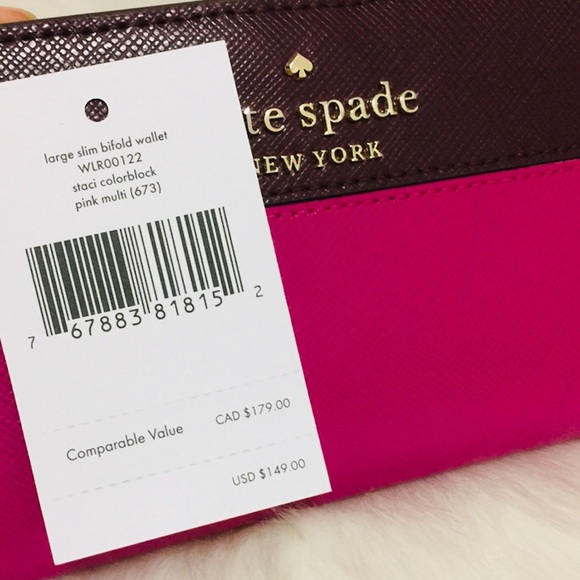 te spade
NEW YORK
large slim bifold wallet
WLR00122
staci colorblock
pink multi (673)
7 67883 81815 2
Comparable Value CAD $179.00
USD $149.00